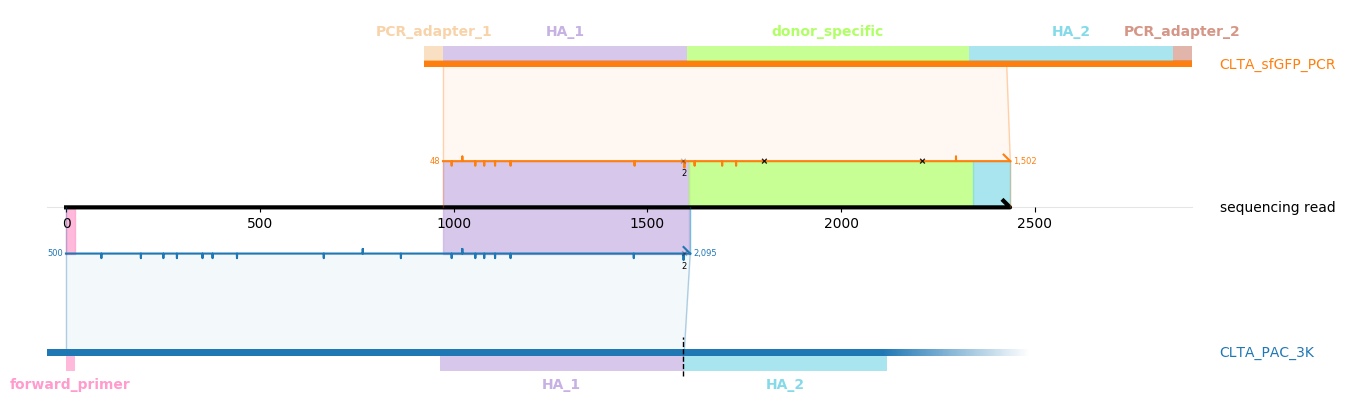 PCR_adapter_1 HA_1 donor_specific HA_2 PCR_adapter_2
CLTA_sfGFP_PCR
48 1,502
2
sequencing read
0 500 1000 1500 2000 2500
500 2,095
2
CLTA_PAC_3K
forward_primer HA_1 HA_2